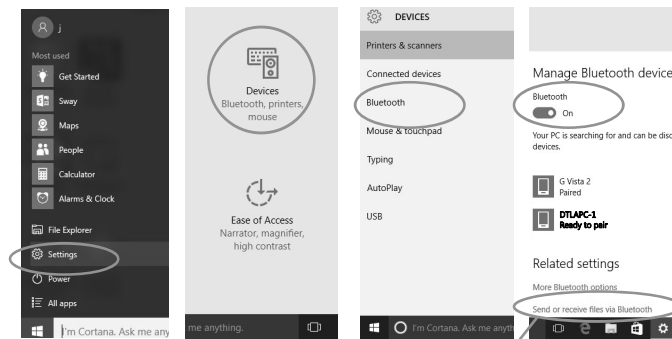 j
Most used
Get Started
Sway
Maps
People
Calculator
Alarms & Clock
File Explorer
Settings
Power
All apps
I'm Cortana. Ask me any
Devices
Bluetooth, printers,
mouse
Ease of Access
Narrator, magnifier,
high contrast
me anything.
DEVICES
Printers & scanners
Connected devices
Bluetooth
Mouse & touchpad
Typing
AutoPlay
USB
I'm Cortana. Ask me anyth
Manage Bluetooth device
Bluetooth
On
Your PC is searching for and can be disc
devices.
G Vista 2
Paired
DTLAPC-1
Ready to pair
Related settings
More Bluetooth options
Send or receive files via Bluetooth